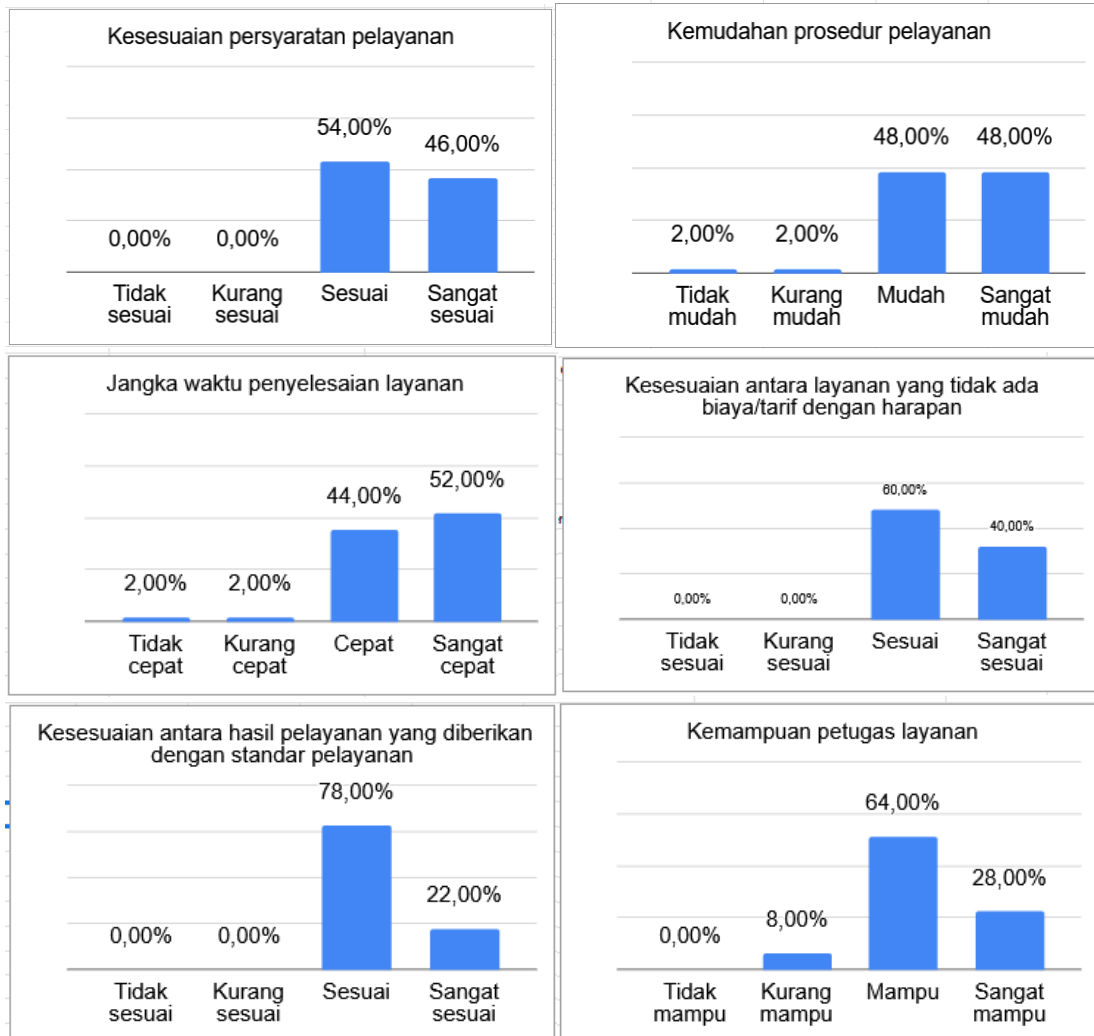 Kesesuaian persyaratan pelayanan
54,00%
46,00%
0,00%
0,00%
Tidak sesuai
Kurang sesuai
Sesuai
Sangat sesuai
Kemudahan prosedur pelayanan
48,00%
48,00%
2,00%
2,00%
Tidak mudah
Kurang mudah
Mudah
Sangat mudah
Jangka waktu penyelesaian layanan
52,00%
44,00%
2,00%
2,00%
Tidak cepat
Kurang cepat
Cepat
Sangat cepat
Kesesuaian antara layanan yang tidak ada
biaya/tarif dengan harapan
60,00%
40,00%
0,00%
0,00%
Tidak sesuai
Kurang sesuai
Sesuai
Sangat sesuai
Kesesuaian antara hasil pelayanan yang diberikan
dengan standar pelayanan
78,00%
22,00%
0,00%
0,00%
Tidak sesuai
Kurang sesuai
Sesuai
Sangat sesuai
Kemampuan petugas layanan
64,00%
28,00%
8,00%
0,00%
Tidak mampu
Kurang mampu
Mampu
Sangat mampu